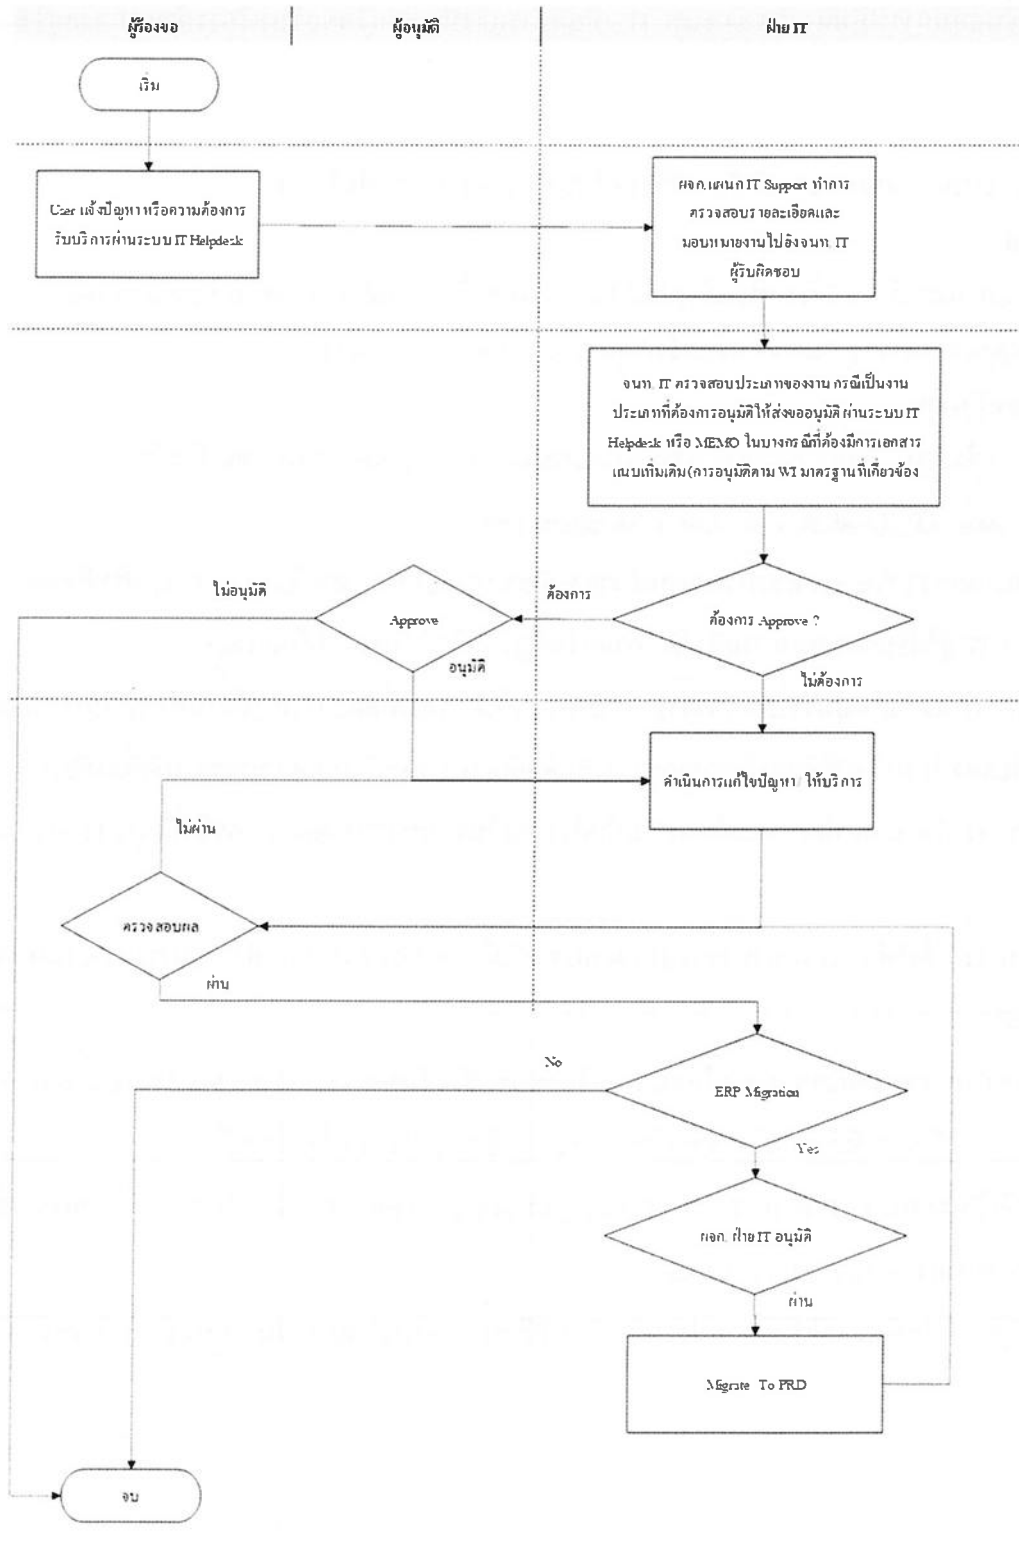 ผู้ร้องขอ
ผู้อนุมัติ
ฝ่าย IT
เริ่ม
User แจ้งปัญหา หรือความต้องการ
รับบริการผ่านระบบ IT Helpdesk
ผจก.แผนก IT Support ทำการ
ตรวจสอบรายละเอียดและ
มอบหมายงานไปยังจนท. IT
ผู้รับผิดชอบ
จนท. IT ตรวจสอบประเภทของงาน กรณีเป็นงาน
ประเภทที่ต้องการอนุมัติให้ส่งขออนุมัติ ผ่านระบบ IT
Helpdesk หรือ MEMO ในบางกรณีที่ต้องมีการเอกสาร
แนบเพิ่มเติม (การอนุมัติตาม WI มาตรฐานที่เกี่ยวข้อง
ไม่อนุมัติ
Approve
ต้องการ
ต้องการ Approve ?
อนุมัติ
ไม่ต้องการ
ดำเนินการแก้ไขปัญหา/ให้บริการ
ไม่ผ่าน
ตรวจสอบผล
ผ่าน
No
ERP Migration
Yes
ผจก. ฝ่าย IT อนุมัติ
ผ่าน
Migrate To PRD
จบ